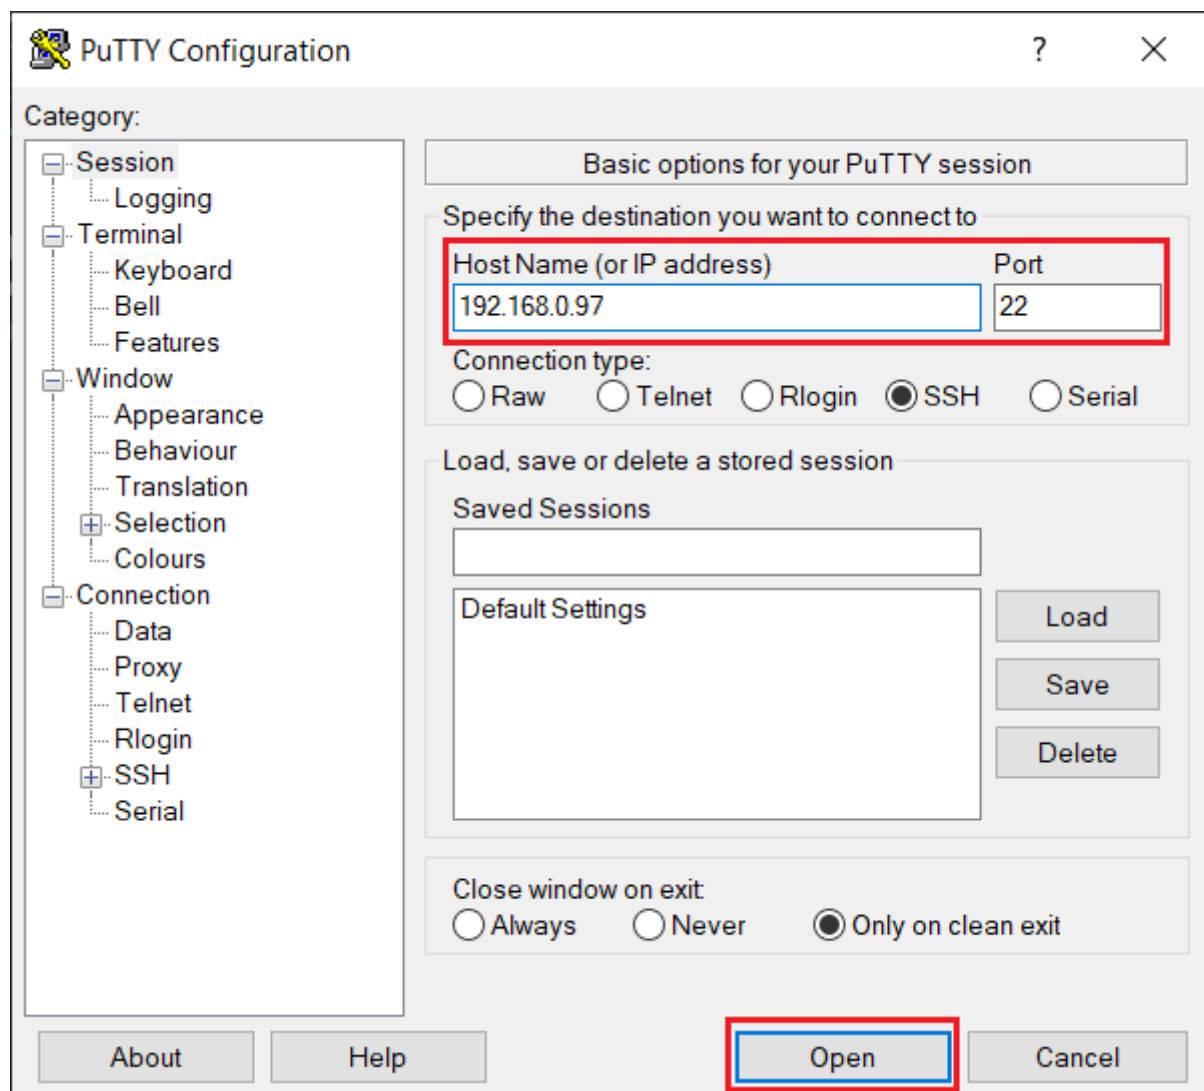 PuTTY Configuration
?
Category:
Session
Logging
Terminal
Keyboard
Bell
Features
Window
Appearance
Behaviour
Translation
Selection
Colours
Connection
Data
Proxy
Telnet
Rlogin
SSH
Serial
Basic options for your PuTTY session
Specify the destination you want to connect to
Host Name (or IP address) Port
192.168.0.97 22
Connection type:
Raw Telnet Rlogin SSH Serial
Load, save or delete a stored session
Saved Sessions
Default Settings
Load
Save
Delete
Close window on exit:
Always Never Only on clean exit
About Help Open Cancel